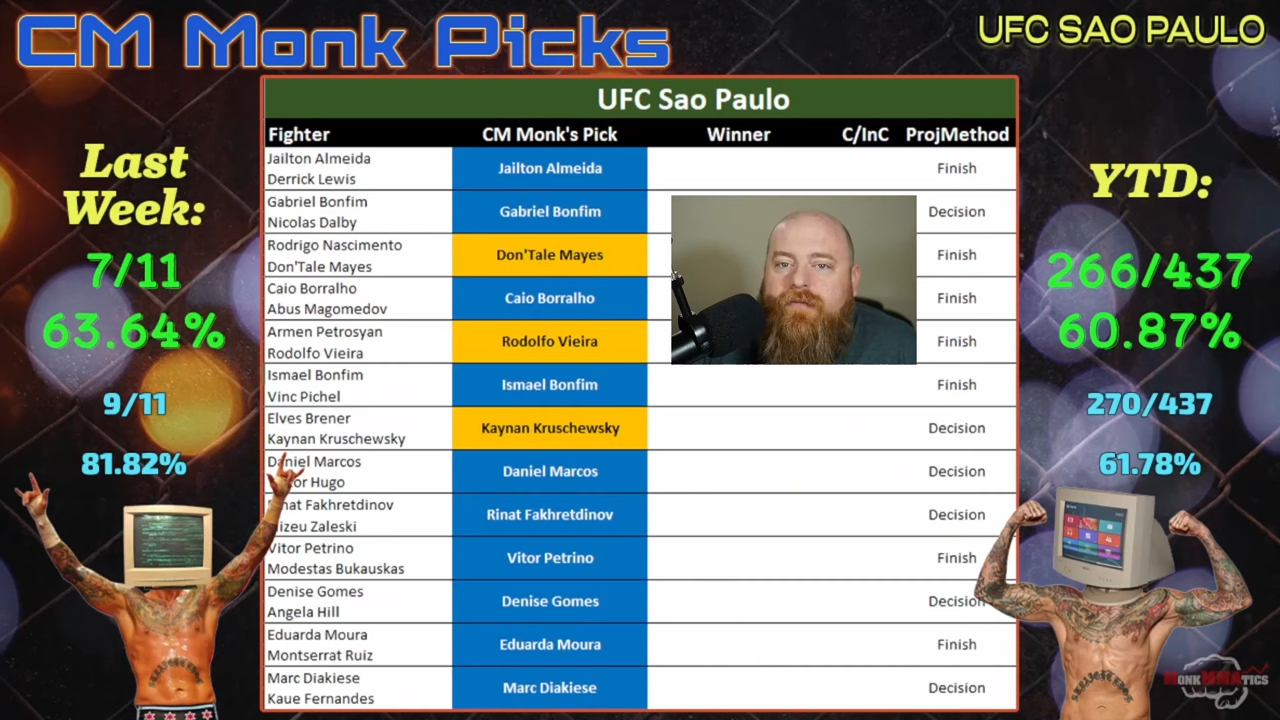 CM Monk Picks
UFC SAO PAULO
UFC Sao Paulo
Fighter CM Monk's Pick Winner C/InC ProjMethod
Jailton Almeida
Derrick Lewis
Jailton Almeida Finish
Gabriel Bonfim
Nicolas Dalby
Gabriel Bonfim Decision
Rodrigo Nascimento
Don'Tale Mayes
Don'Tale Mayes Finish
Caio Borralho
Abus Magomedov
Caio Borralho Finish
Armen Petrosyan
Rodolfo Vieira
Rodolfo Vieira Finish
Ismael Bonfim
Vinc Pichel
Ismael Bonfim Finish
Elves Brener
Kaynan Kruschewsky
Kaynan Kruschewsky Decision
Daniel Marcos
or Hugo
Daniel Marcos Decision
Rinat Fakhretdinov
izeu Zaleski
Rinat Fakhretdinov Decision
Vitor Petrino
Modestas Bukauskas
Vitor Petrino Finish
Denise Gomes
Angela Hill
Denise Gomes Decision
Eduarda Moura
Montserrat Ruiz
Eduarda Moura Finish
Marc Diakiese
Kaue Fernandes
Marc Diakiese Decision
Last
Week:
7/11
63.64%
9/11
81.82%
YTD:
266/437
60.87%
270/437
61.78%
MonkMMAtics